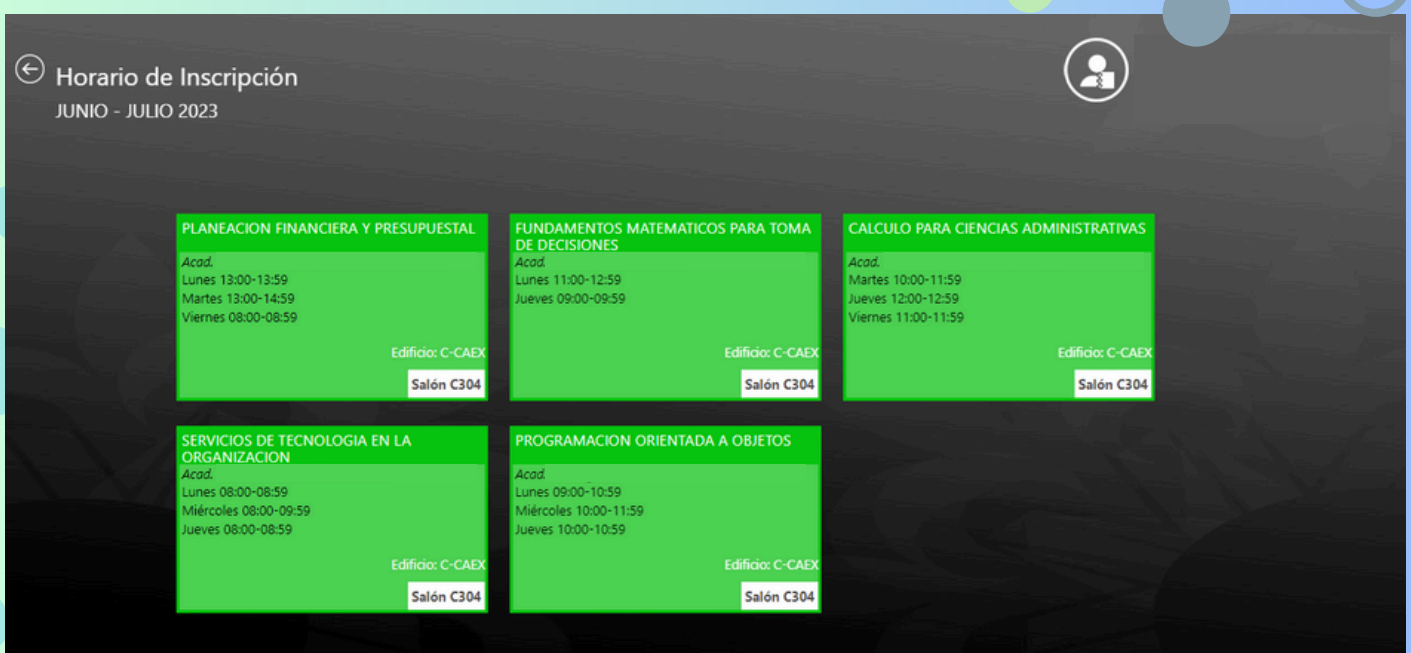 Horario de Inscripción
JUNIO - JULIO 2023
PLANEACION FINANCIERA Y PRESUPUESTAL
Acad.
Lunes 13:00-13:59
Martes 13:00-14:59
Viernes 08:00-08:59
Edificio: C-CAEX
Salón C304
FUNDAMENTOS MATEMATICOS PARA TOMA
DE DECISIONES
Acad.
Lunes 11:00-12:59
Jueves 09:00-09:59
Edificio: C-CAEX
Salón C304
CALCULO PARA CIENCIAS ADMINISTRATIVAS
Acad.
Martes 10:00-11:59
Jueves 12:00-12:59
Viernes 11:00-11:59
Edificio: C-CAEX
Salón C304
SERVICIOS DE TECNOLOGIA EN LA
ORGANIZACION
Acad.
Lunes 08:00-08:59
Miércoles 08:00-09:59
Jueves 08:00-08:59
Edificio: C-CAEX
Salón C304
PROGRAMACION ORIENTADA A OBJETOS
Acad.
Lunes 09:00-10:59
Miércoles 10:00-11:59
Jueves 10:00-10:59
Edificio: C-CAEX
Salón C304